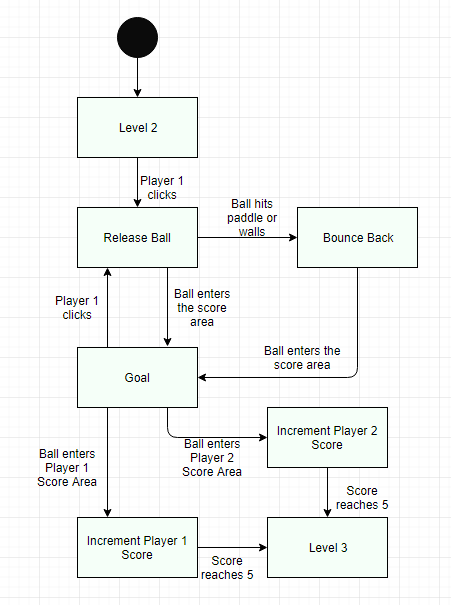 Level 2
Player 1
clicks
Release Ball
Ball hits
paddle or
walls
Bounce Back
Player 1
clicks
Ball enters
the score
area
Ball enters the
score area
Goal
Ball enters
Player 1
Score Area
Ball enters
Player 2
Score Area
Increment Player 2
Score
Score
reaches 5
Increment Player 1
Score
Score
reaches 5
Level 3